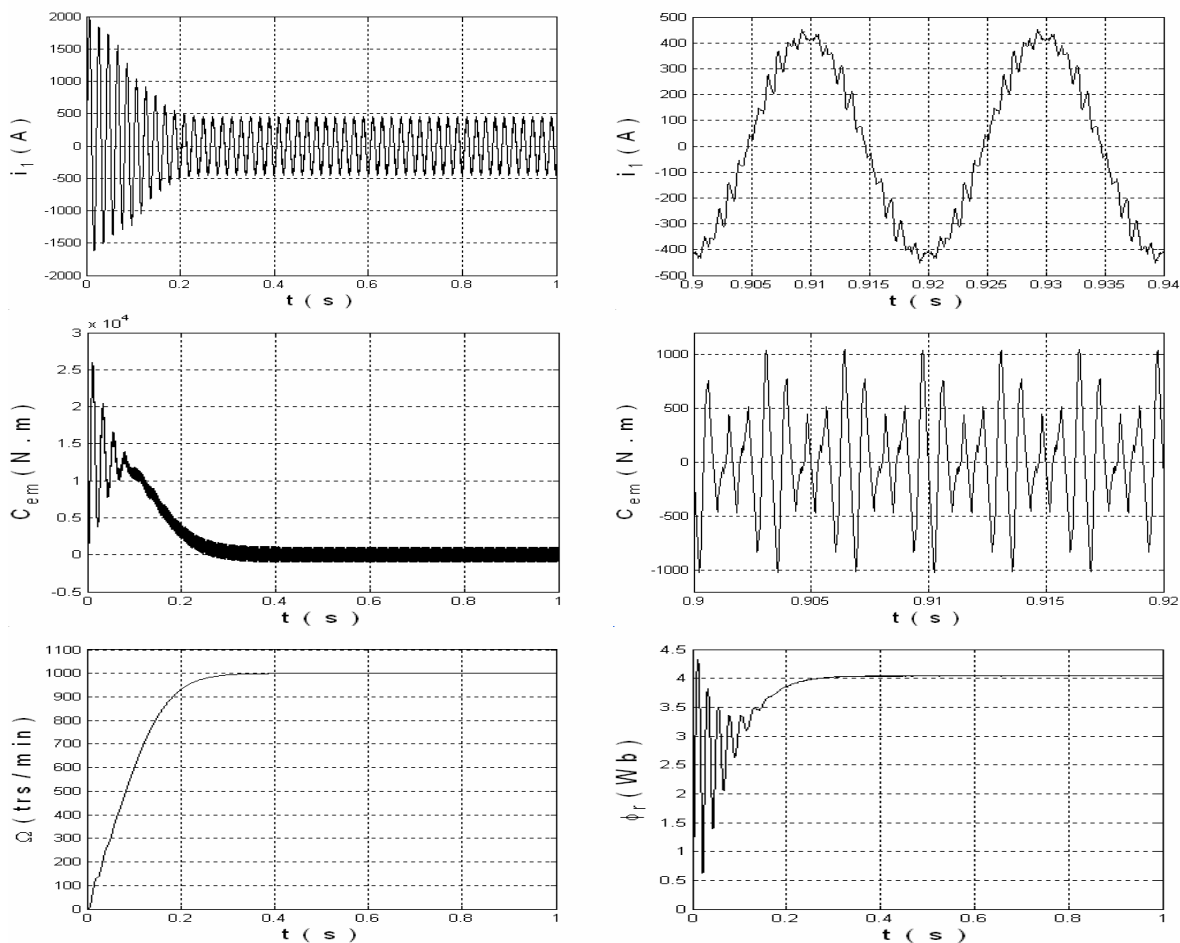 2000
1500
1000
500
0
-500
-1000
-1500
-2000
i1 (A)
0 0.2 0.4 0.6 0.8 1
t ( s )
500
400
300
200
100
0
-100
-200
-300
-400
-500
i1 (A)
0.9 0.905 0.91 0.915 0.92 0.925 0.93 0.935 0.94
t ( s )
x 10^4
3
2.5
2
1.5
1
0.5
0
-0.5
Cem (N.m)
0 0.2 0.4 0.6 0.8 1
t ( s )
1000
500
0
-500
-1000
Cem (N.m)
0.9 0.905 0.91 0.915 0.92
t ( s )
1100
1000
900
800
700
600
500
400
300
200
100
0
Ω (trs/min)
0 0.2 0.4 0.6 0.8 1
t ( s )
4.5
4
3.5
3
2.5
2
1.5
1
0.5
0
ϕr (Wb)
0 0.2 0.4 0.6 0.8 1
t ( s )